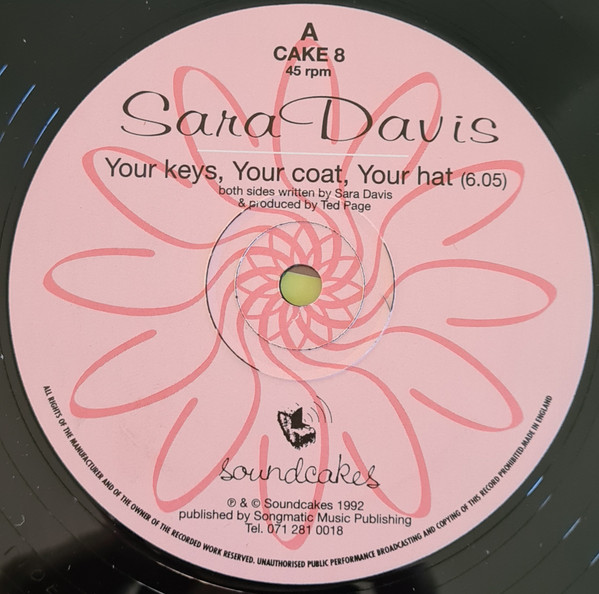 A
CAKE 8
45 rpm
Sara Davis
Your keys, Your coat, Your hat (6.05)
both sides written by Sara Davis
& produced by Ted Page
soundcakes
℗ & © Soundcakes 1992
published by Songmatic Music Publishing
Tel. 071 281 0018
ALL RIGHTS OF THE MANUFACTURER AND OF THE OWNER OF THE RECORDED WORK RESERVED, UNAUTHORISED PUBLIC PERFORMANCE BROADCASTING AND COPYING OF THIS RECORD PROHIBITED.MADE IN ENGLAND